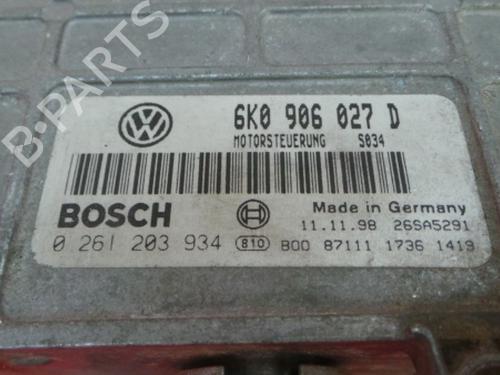 B-PARTS
6K0 906 027 D
MOTORSTEUERUNG S034
BOSCH
Made in Germany
0 261 203 934 810
11.11.98 26SA5291
B00 87111 1736 1419